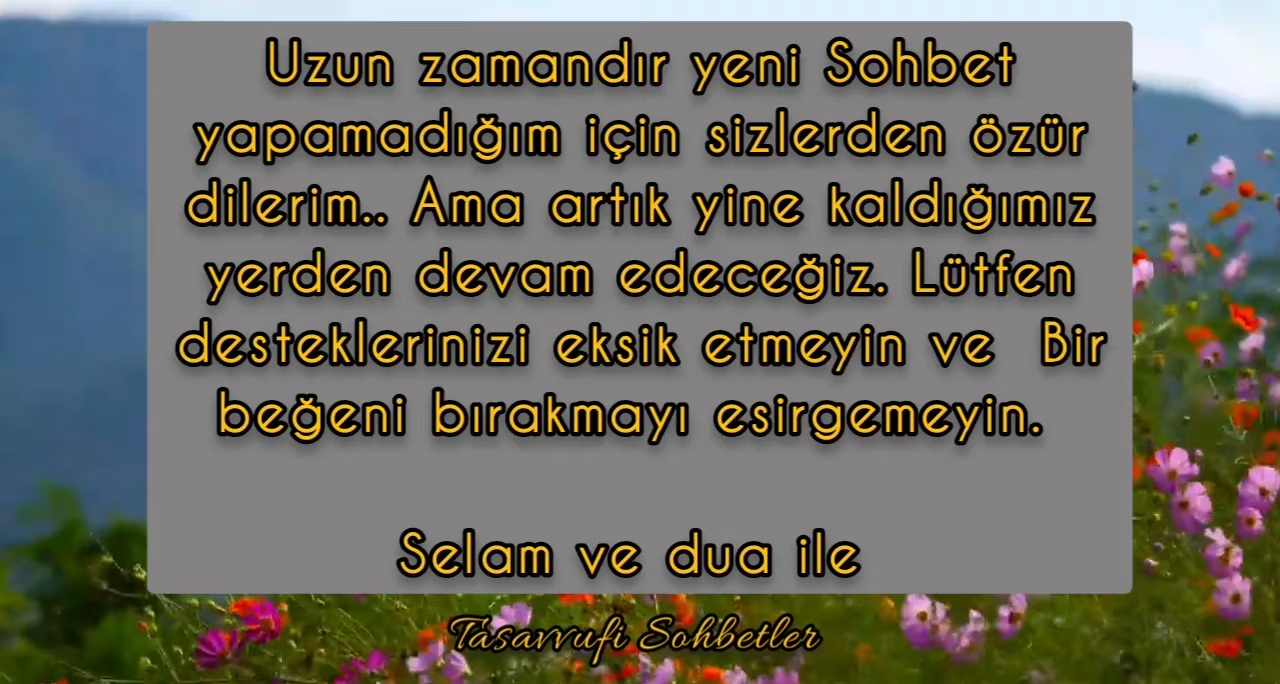 Uzun zamandır yeni Sohbet
yapamadığım için sizlerden özür
dilerim.. Ama artık yine kaldığımız
yerden devam edeceğiz. Lütfen
desteklerinizi eksik etmeyin ve  Bir
beğeni bırakmayı esirgemeyin.
Selam ve dua ile
Tasavvufi Sohbetler